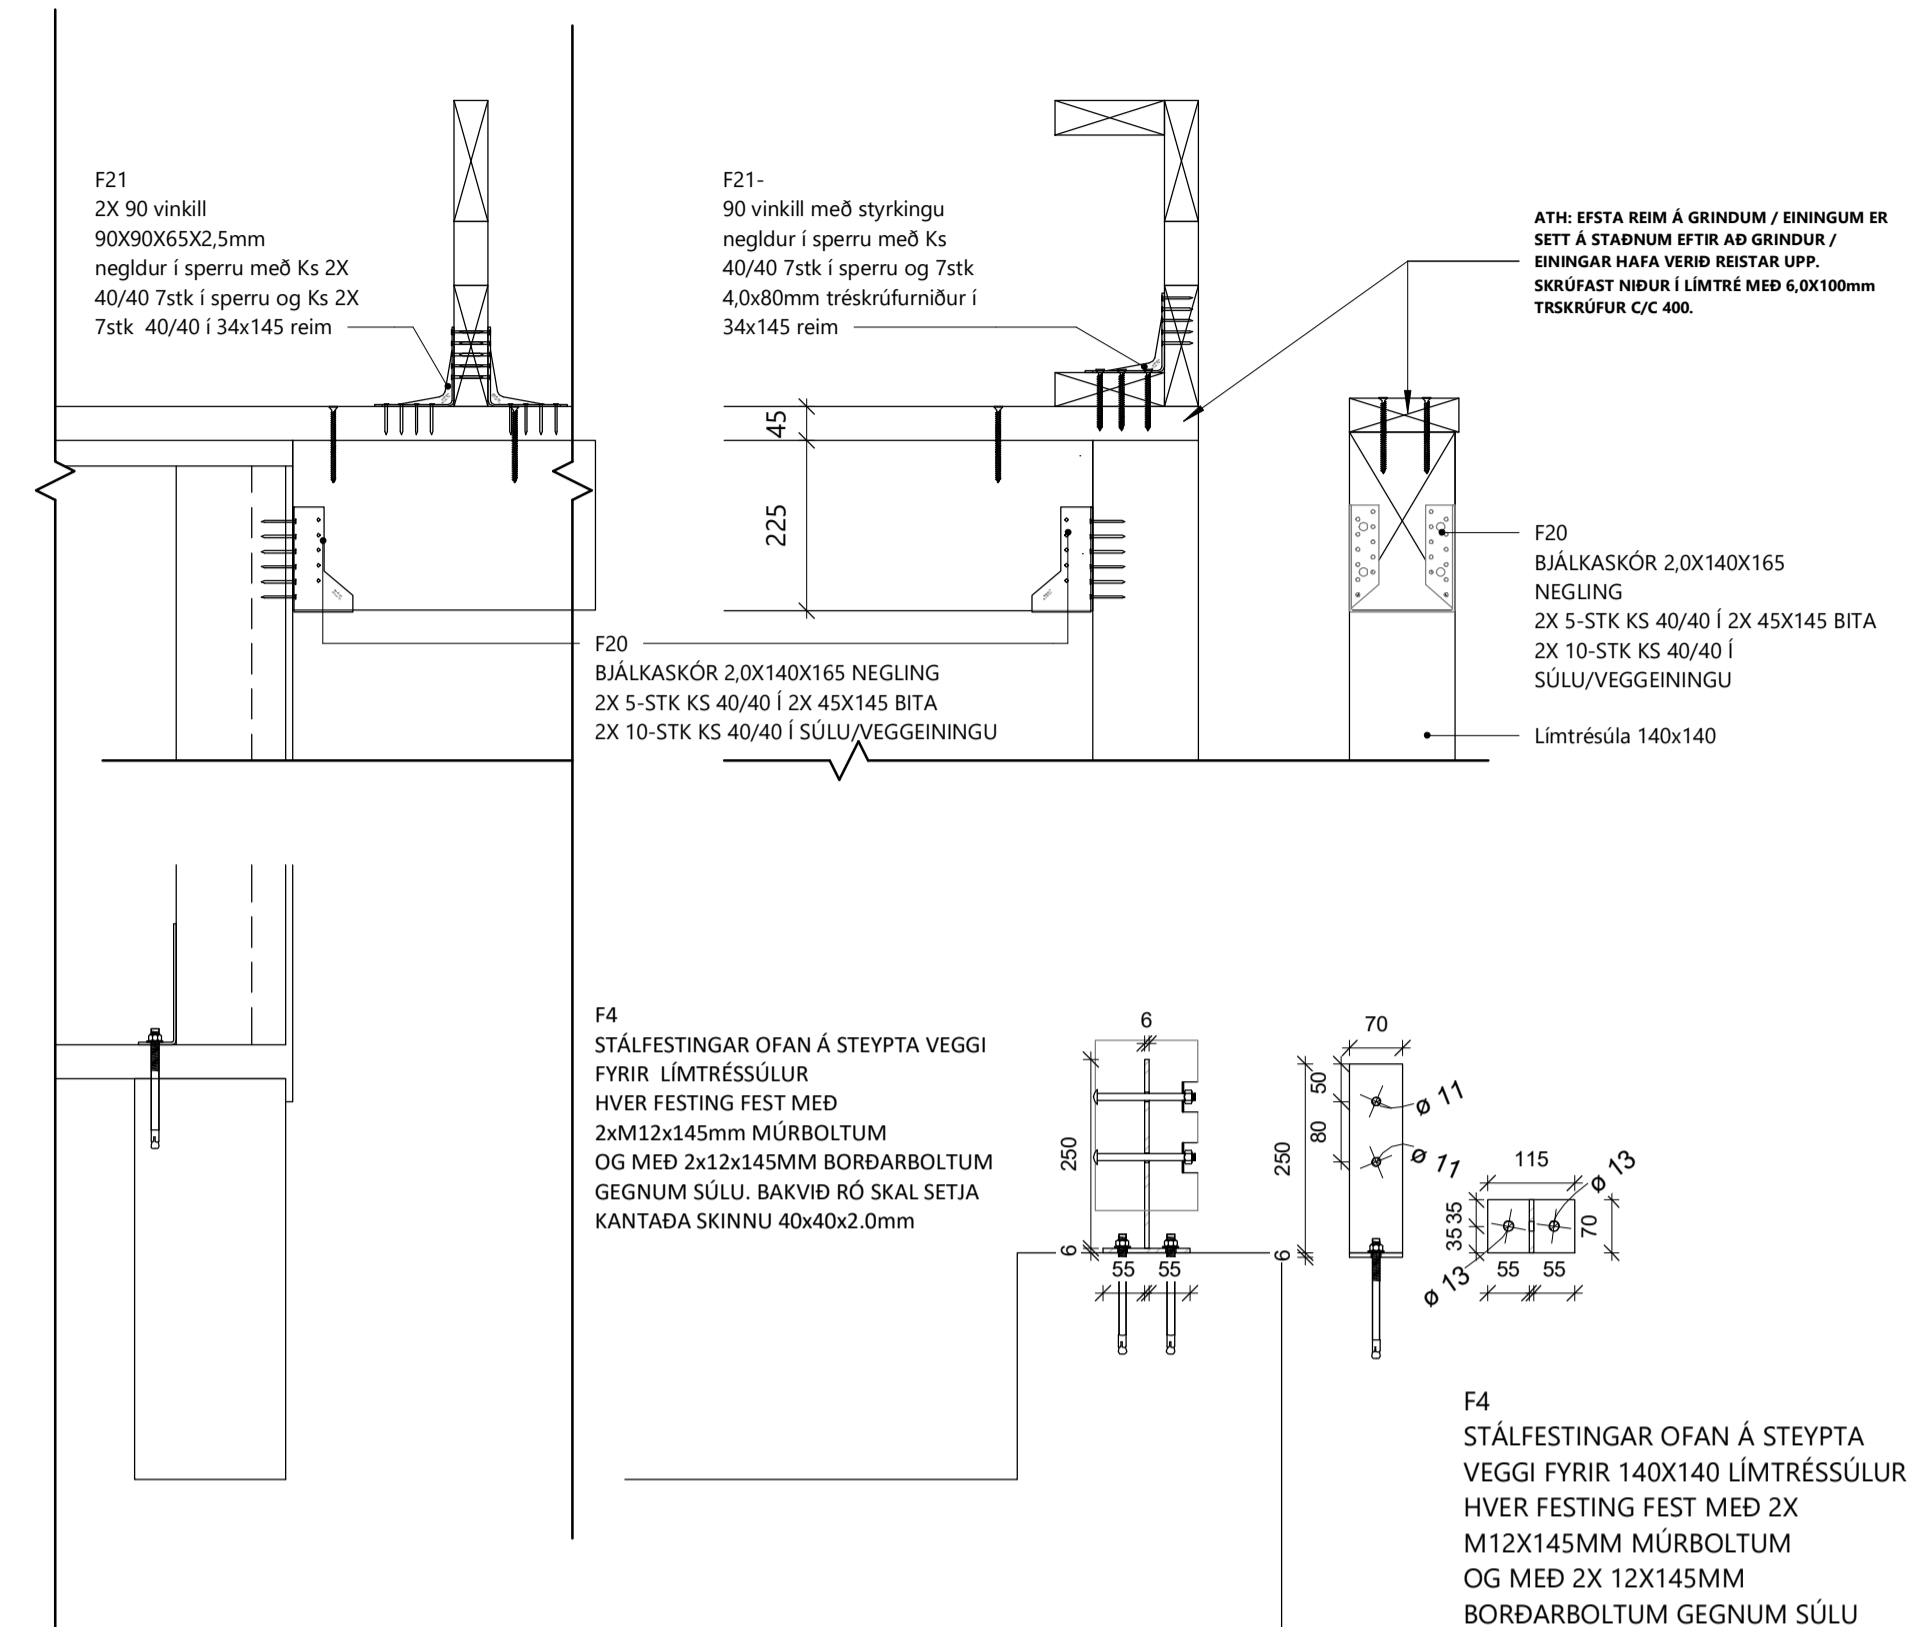 F21
2X 90 vinkill
90X90X65X2,5mm
negldur í sperru með Ks 2X
40/40 7stk í sperru og Ks 2X
7stk 40/40 í 34x145 reim
F21-
90 vinkill með styrkingu
negldur í sperru með Ks
40/40 7stk í sperru og 7stk
4,0x80mm tréskrúfurniður í
34x145 reim
ATH: EFSTA REIM Á GRINDUM / EININGUM ER
SETT Á STAÐNUM EFTIR AÐ GRINDUR /
EININGAR HAFA VERIÐ REISTAR UPP.
SKRÚFAST NIÐUR Í LÍMTRÉ MEÐ 6,0X100mm
TRSKRÚFUR C/C 400.
45
225
F20
BJÁLKASKÓR 2,0X140X165 NEGLING
2X 5-STK KS 40/40 Í 2X 45X145 BITA
2X 10-STK KS 40/40 Í SÚLU/VEGGEININGU
F20
BJÁLKASKÓR 2,0X140X165
NEGLING
2X 5-STK KS 40/40 Í 2X 45X145 BITA
2X 10-STK KS 40/40 Í
SÚLU/VEGGEININGU
Límtrésúla 140x140
F4
STÁLFESTINGAR OFAN Á STEYPTA VEGGI
FYRIR LÍMTRÉSSÚLUR
HVER FESTING FEST MEÐ
2xM12x145mm MÚRBOLTUM
OG MEÐ 2x12x145MM BORÐARBOLTUM
GEGNUM SÚLU. BAKVIÐ RÓ SKAL SETJA
KANTAÐA SKINNU 40x40x2.0mm
6
250
6
55 55
70
50
80
250
6
ø 11
ø 11
115
ø 13
35 35
70
55 55
ø 13
F4
STÁLFESTINGAR OFAN Á STEYPTA
VEGGI FYRIR 140X140 LÍMTRÉSSÚLUR
HVER FESTING FEST MEÐ 2X
M12X145MM MÚRBOLTUM
OG MEÐ 2X 12X145MM
BORÐARBOLTUM GEGNUM SÚLU